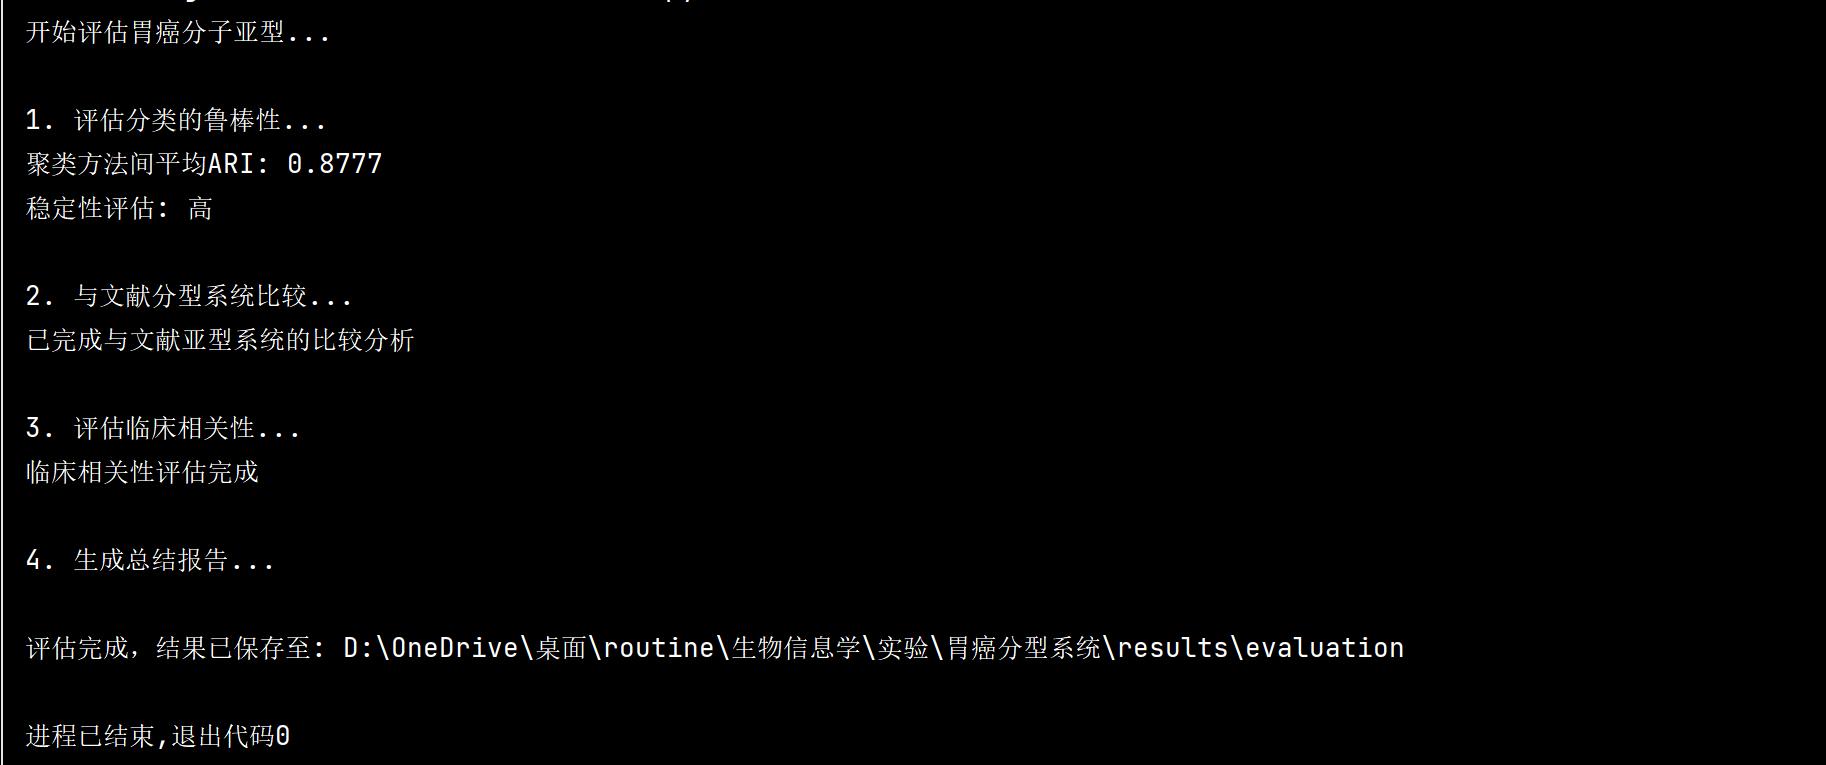 开始评估胃癌分子亚型...
1. 评估分类的鲁棒性...
聚类方法间平均ARI: 0.8777
稳定性评估: 高
2. 与文献分型系统比较...
已完成与文献亚型系统的比较分析
3. 评估临床相关性...
临床相关性评估完成
4. 生成总结报告...
评估完成，结果已保存至: D:\OneDrive\桌面\routine\生物信息学\实验\胃癌分型系统\results\evaluation
进程已结束,退出代码0